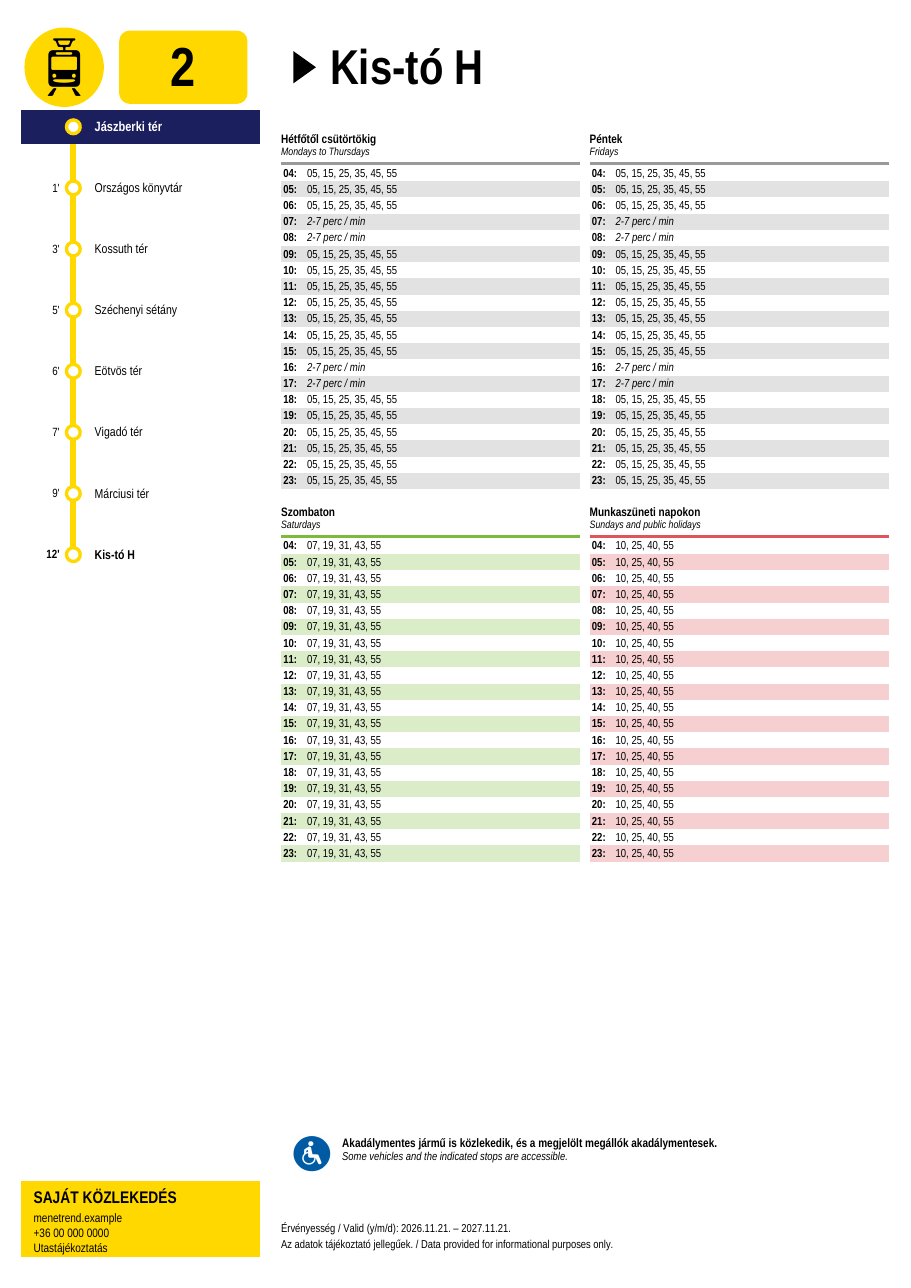 2
Kis-tó H
Jászberki tér
1' Országos könyvtár
3' Kossuth tér
5' Széchenyi sétány
6' Eötvös tér
7' Vigadó tér
9' Márciusi tér
12' Kis-tó H
Hétfőtől csütörtökig
Mondays to Thursdays
04: 05, 15, 25, 35, 45, 55
05: 05, 15, 25, 35, 45, 55
06: 05, 15, 25, 35, 45, 55
07: 2-7 perc / min
08: 2-7 perc / min
09: 05, 15, 25, 35, 45, 55
10: 05, 15, 25, 35, 45, 55
11: 05, 15, 25, 35, 45, 55
12: 05, 15, 25, 35, 45, 55
13: 05, 15, 25, 35, 45, 55
14: 05, 15, 25, 35, 45, 55
15: 05, 15, 25, 35, 45, 55
16: 2-7 perc / min
17: 2-7 perc / min
18: 05, 15, 25, 35, 45, 55
19: 05, 15, 25, 35, 45, 55
20: 05, 15, 25, 35, 45, 55
21: 05, 15, 25, 35, 45, 55
22: 05, 15, 25, 35, 45, 55
23: 05, 15, 25, 35, 45, 55
Péntek
Fridays
04: 05, 15, 25, 35, 45, 55
05: 05, 15, 25, 35, 45, 55
06: 05, 15, 25, 35, 45, 55
07: 2-7 perc / min
08: 2-7 perc / min
09: 05, 15, 25, 35, 45, 55
10: 05, 15, 25, 35, 45, 55
11: 05, 15, 25, 35, 45, 55
12: 05, 15, 25, 35, 45, 55
13: 05, 15, 25, 35, 45, 55
14: 05, 15, 25, 35, 45, 55
15: 05, 15, 25, 35, 45, 55
16: 2-7 perc / min
17: 2-7 perc / min
18: 05, 15, 25, 35, 45, 55
19: 05, 15, 25, 35, 45, 55
20: 05, 15, 25, 35, 45, 55
21: 05, 15, 25, 35, 45, 55
22: 05, 15, 25, 35, 45, 55
23: 05, 15, 25, 35, 45, 55
Szombaton
Saturdays
04: 07, 19, 31, 43, 55
05: 07, 19, 31, 43, 55
06: 07, 19, 31, 43, 55
07: 07, 19, 31, 43, 55
08: 07, 19, 31, 43, 55
09: 07, 19, 31, 43, 55
10: 07, 19, 31, 43, 55
11: 07, 19, 31, 43, 55
12: 07, 19, 31, 43, 55
13: 07, 19, 31, 43, 55
14: 07, 19, 31, 43, 55
15: 07, 19, 31, 43, 55
16: 07, 19, 31, 43, 55
17: 07, 19, 31, 43, 55
18: 07, 19, 31, 43, 55
19: 07, 19, 31, 43, 55
20: 07, 19, 31, 43, 55
21: 07, 19, 31, 43, 55
22: 07, 19, 31, 43, 55
23: 07, 19, 31, 43, 55
Munkaszüneti napokon
Sundays and public holidays
04: 10, 25, 40, 55
05: 10, 25, 40, 55
06: 10, 25, 40, 55
07: 10, 25, 40, 55
08: 10, 25, 40, 55
09: 10, 25, 40, 55
10: 10, 25, 40, 55
11: 10, 25, 40, 55
12: 10, 25, 40, 55
13: 10, 25, 40, 55
14: 10, 25, 40, 55
15: 10, 25, 40, 55
16: 10, 25, 40, 55
17: 10, 25, 40, 55
18: 10, 25, 40, 55
19: 10, 25, 40, 55
20: 10, 25, 40, 55
21: 10, 25, 40, 55
22: 10, 25, 40, 55
23: 10, 25, 40, 55
Akadálymentes jármű is közlekedik, és a megjelölt megállók akadálymentesek.
Some vehicles and the indicated stops are accessible.
SAJÁT KÖZLEKEDÉS
menetrend.example
+36 00 000 0000
Utastájékoztatás
Érvényesség / Valid (y/m/d): 2026.11.21. – 2027.11.21.
Az adatok tájékoztató jellegűek. / Data provided for informational purposes only.